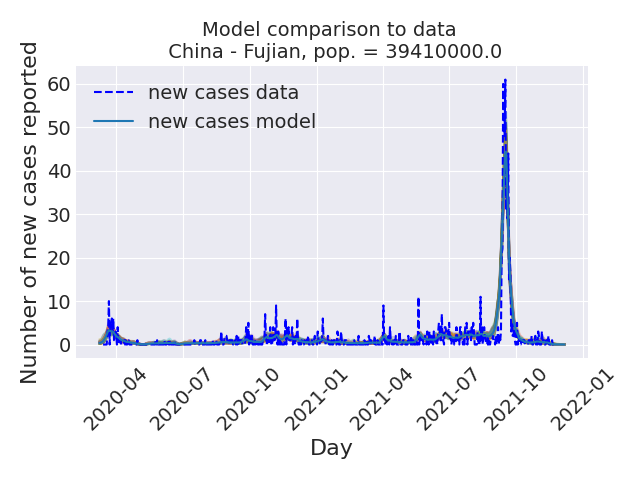 Model comparison to data
China - Fujian, pop. = 39410000.0
Number of new cases reported
60
50
40
30
20
10
0
new cases data
new cases model
2020-04
2020-07
2020-10
2021-01
2021-04
2021-07
2021-10
2022-01
Day